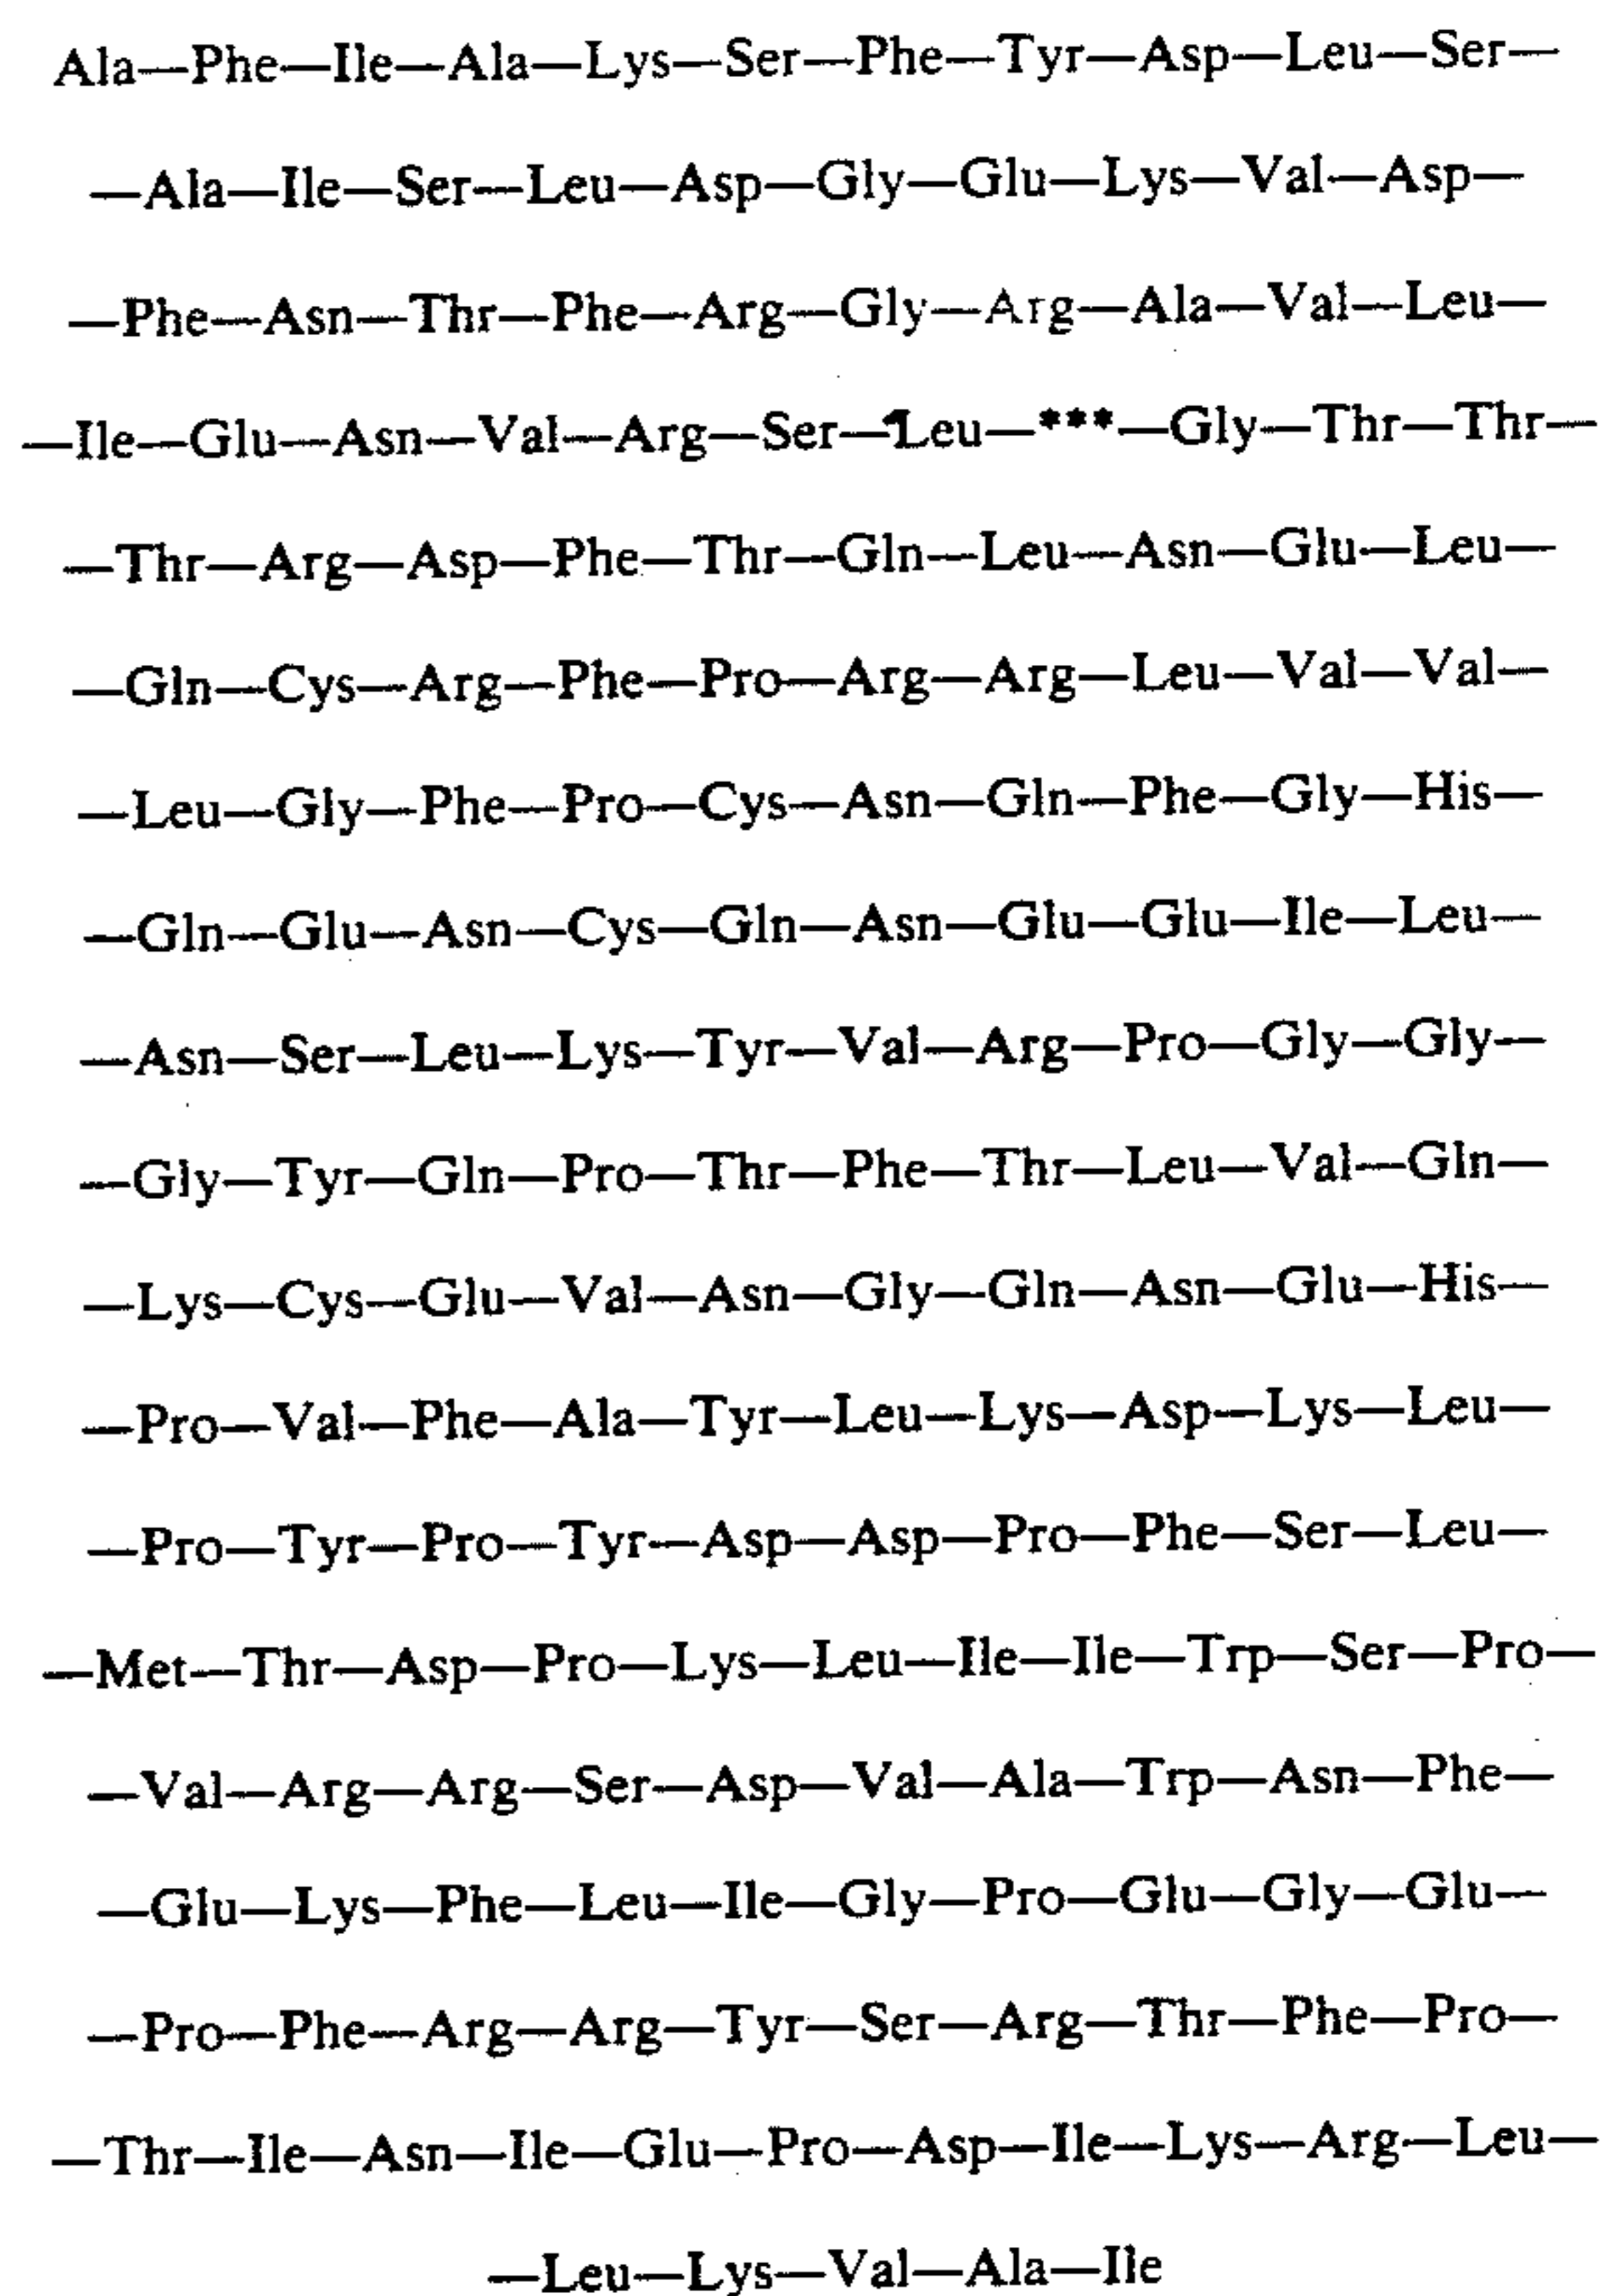 Ala—Phe—Ile—Ala—Lys—Ser—Phe—Tyr—Asp—Leu—Ser—
—Ala—Ile—Ser—Leu—Asp—Gly—Glu—Lys—Val—Asp—
—Phe—Asn—Thr—Phe—Arg—Gly—Arg—Ala—Val—Leu—
—Ile—Glu—Asn—Val—Arg—Ser—Leu—***—Gly—Thr—Thr—
—Thr—Arg—Asp—Phe—Thr—Gln—Leu—Asn—Glu—Leu—
—Gln—Cys—Arg—Phe—Pro—Arg—Arg—Leu—Val—Val—
—Leu—Gly—Phe—Pro—Cys—Asn—Gln—Phe—Gly—His—
—Gln—Glu—Asn—Cys—Gln—Asn—Glu—Glu—Ile—Leu—
—Asn—Ser—Leu—Lys—Tyr—Val—Arg—Pro—Gly—Gly—
—Gly—Tyr—Gln—Pro—Thr—Phe—Thr—Leu—Val—Gln—
—Lys—Cys—Glu—Val—Asn—Gly—Gln—Asn—Glu—His—
—Pro—Val—Phe—Ala—Tyr—Leu—Lys—Asp—Lys—Leu—
—Pro—Tyr—Pro—Tyr—Asp—Asp—Pro—Phe—Ser—Leu—
—Met—Thr—Asp—Pro—Lys—Leu—Ile—Ile—Trp—Ser—Pro—
—Val—Arg—Arg—Ser—Asp—Val—Ala—Trp—Asn—Phe—
—Glu—Lys—Phe—Leu—Ile—Gly—Pro—Glu—Gly—Glu—
—Pro—Phe—Arg—Arg—Tyr—Ser—Arg—Thr—Phe—Pro—
—Thr—Ile—Asn—Ile—Glu—Pro—Asp—Ile—Lys—Arg—Leu—
—Leu—Lys—Val—Ala—Ile